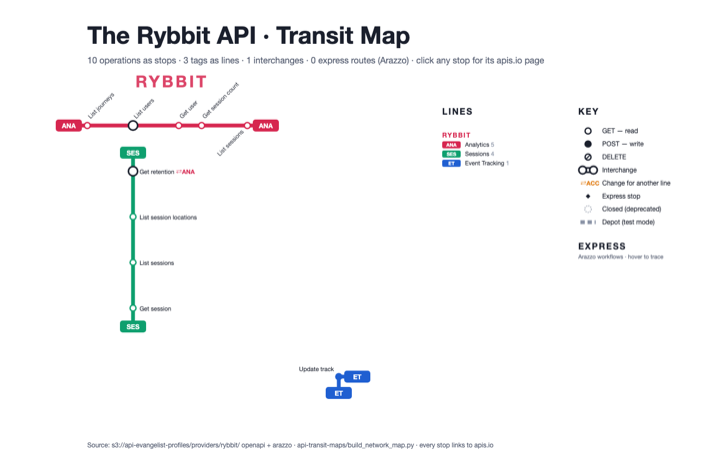 The Rybbit API · Transit Map
10 operations as stops · 3 tags as lines · 1 interchanges · 0 express routes (Arazzo) · click any stop for its apis.io page
RYBBIT
List journeys
List users
Get user
Get session count
List sessions
ANA
ANA
SES
Get retention ⇄ANA
List session locations
List sessions
Get session
SES
Update track
ET
ET
LINES
RYBBIT
ANA Analytics 5
SES Sessions 4
ET Event Tracking 1
KEY
GET — read
POST — write
DELETE
Interchange
⇄ACC Change for another line
Express stop
Closed (deprecated)
Depot (test mode)
EXPRESS
Arazzo workflows · hover to trace
Source: s3://api-evangelist-profiles/providers/rybbit/ openapi + arazzo · api-transit-maps/build_network_map.py · every stop links to apis.io